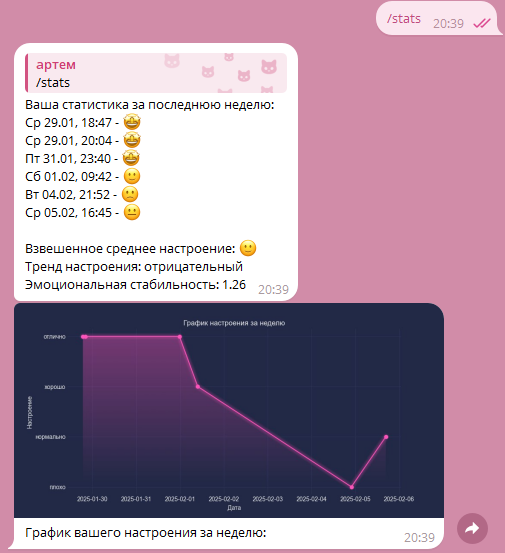 /stats 20:39
артем
/stats
Ваша статистика за последнюю неделю:
Ср 29.01, 18:47 - 🤩
Ср 29.01, 20:04 - 🤩
Пт 31.01, 23:40 - 🤩
Сб 01.02, 09:42 - 🙂
Вт 04.02, 21:52 - 🙁
Ср 05.02, 16:45 - 😐
Взвешенное среднее настроение: 🙂
Тренд настроения: отрицательный
Эмоциональная стабильность: 1.26 20:39
График настроения за неделю
отлично
хорошо
нормально
плохо
Настроение
2025-01-30 2025-01-31 2025-02-01 2025-02-02 2025-02-03 2025-02-04 2025-02-05 2025-02-06
Дата
График вашего настроения за неделю: 20:39